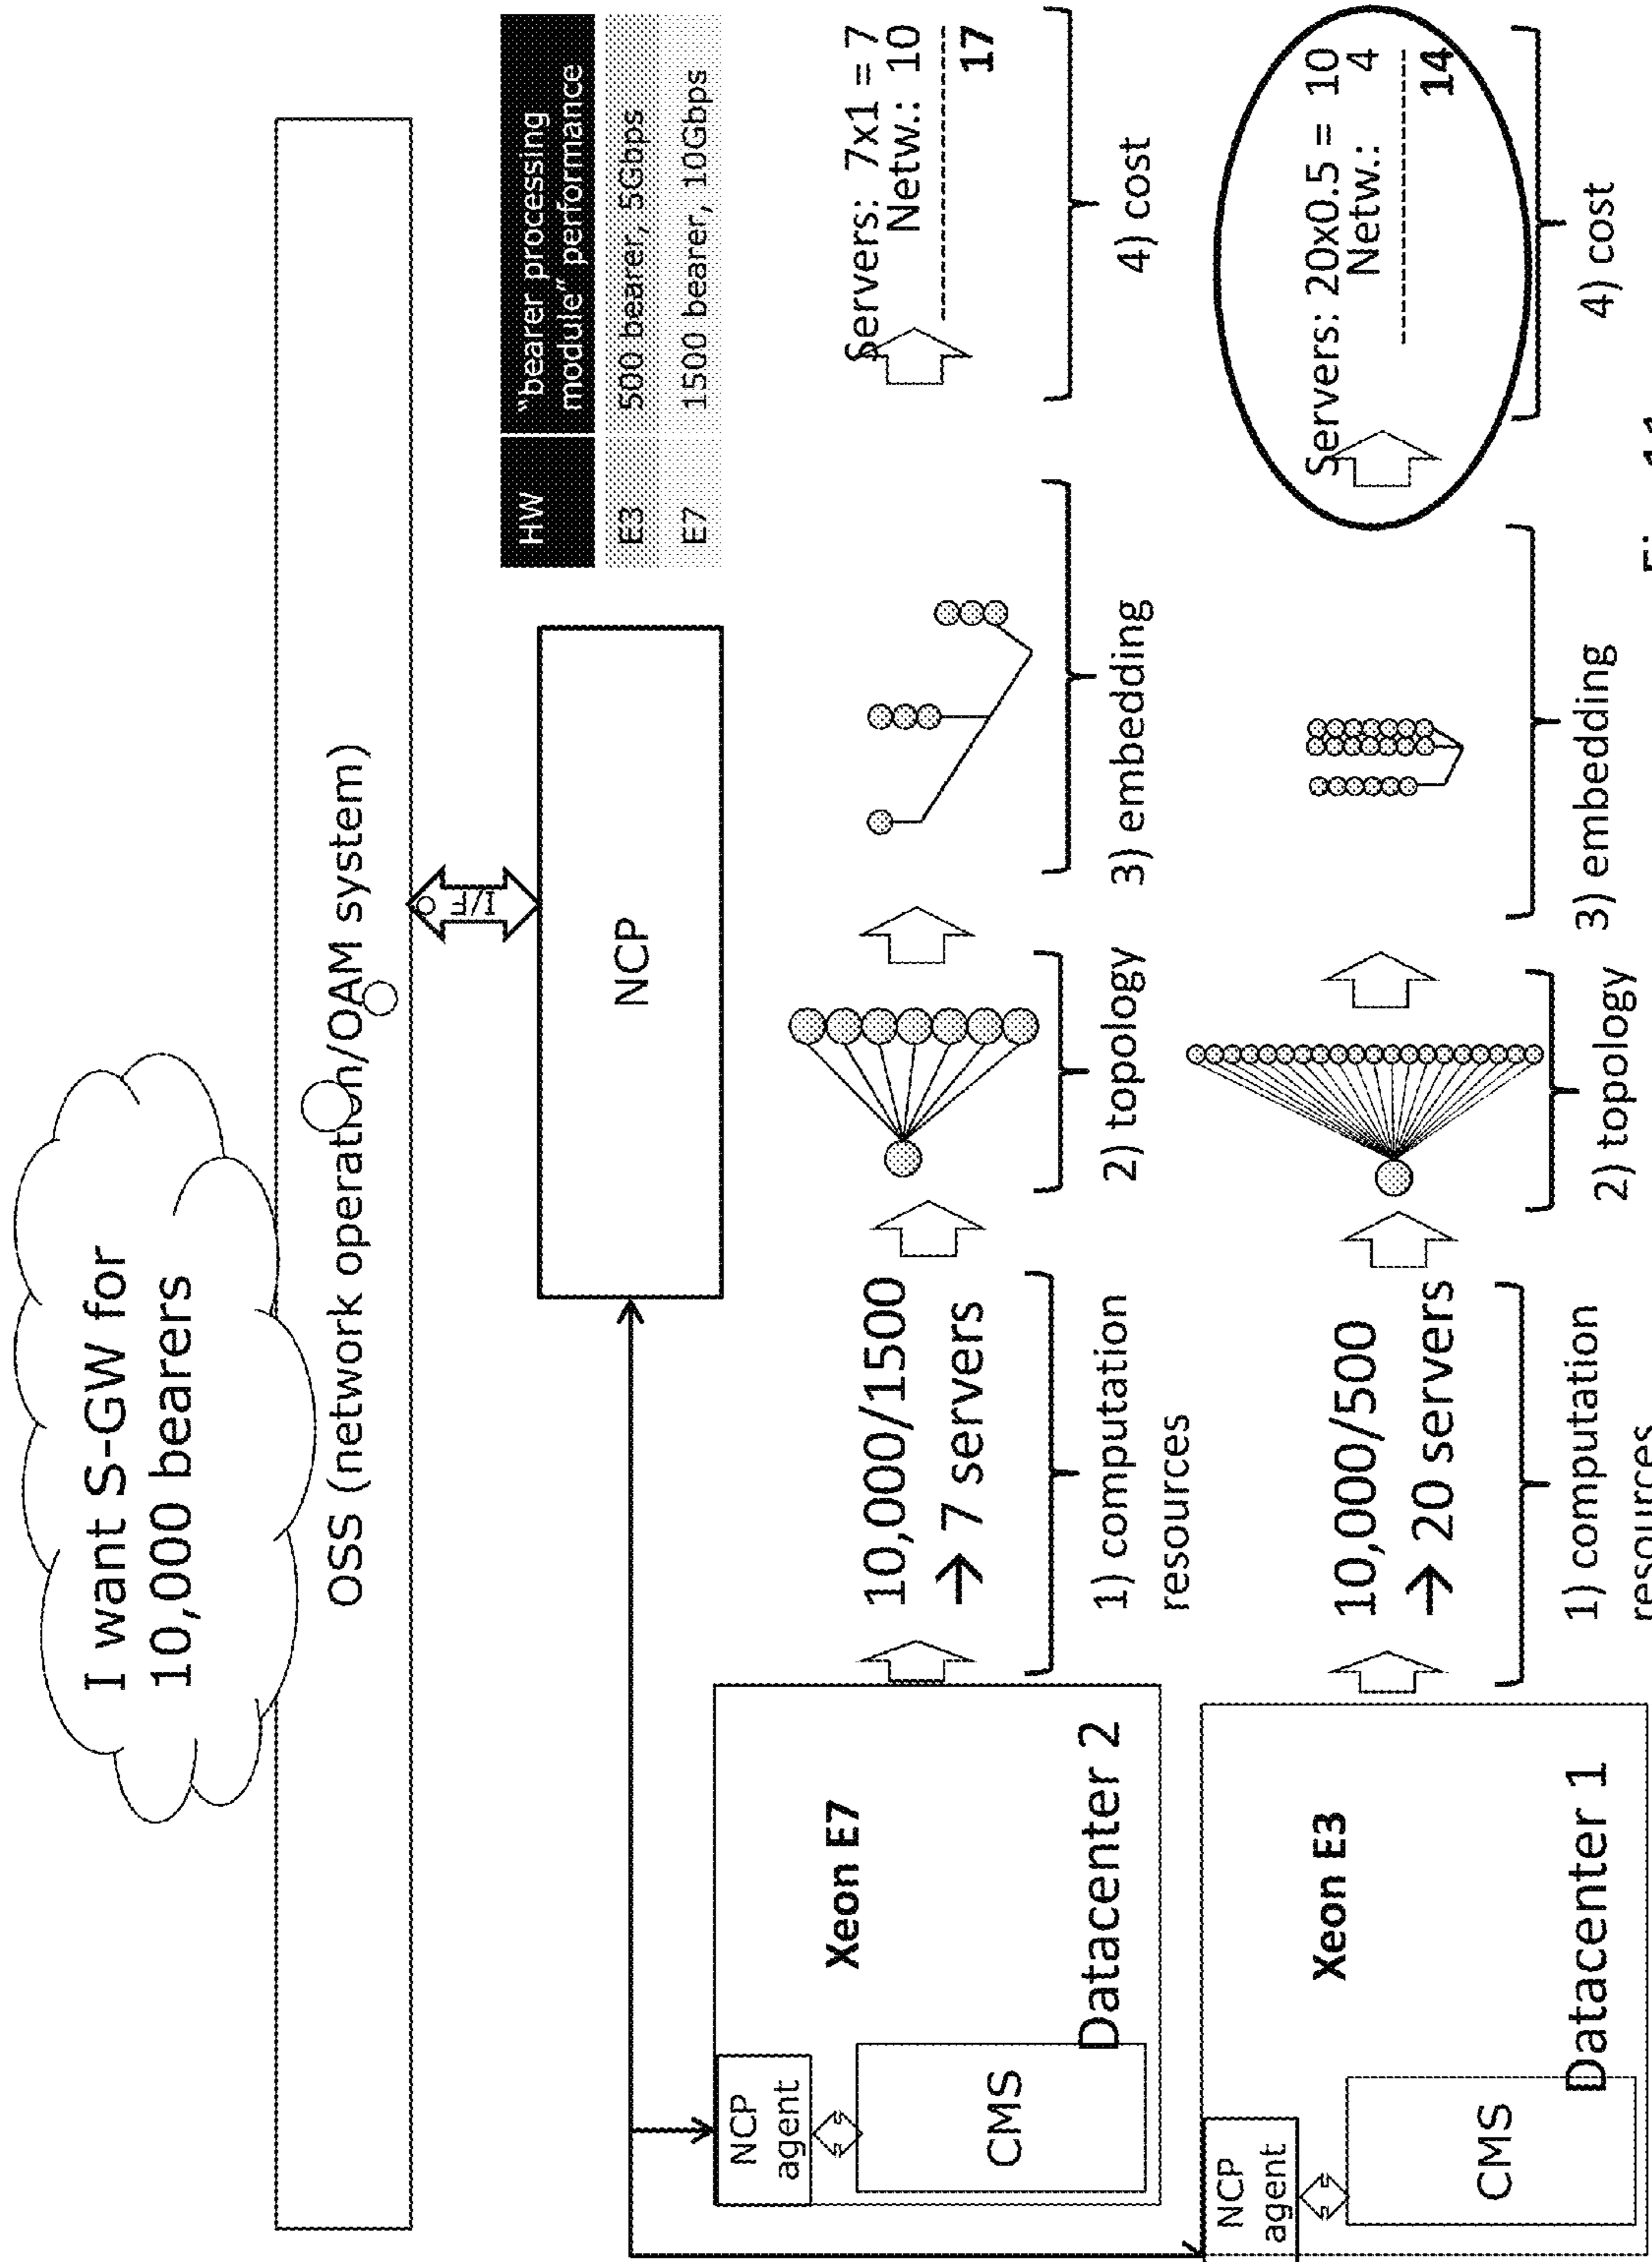 I want S-GW for
10,000 bearers
OSS (network operation/OAM system)
I/F
NCP
HW
"bearer processing
module" performance
E3
500 bearer, 5Gbps
E7
1500 bearer, 10Gbps
NCP
agent
CMS
Xeon E7
Datacenter 2
10,000/1500
→ 7 servers
1) computation
resources
2) topology
3) embedding
Servers: 7x1 = 7
Netw.: 10
17
4) cost
NCP
agent
CMS
Xeon E3
Datacenter 1
10,000/500
→ 20 servers
1) computation
resources
2) topology
3) embedding
Servers: 20x0.5 = 10
Netw.: 4
14
4) cost